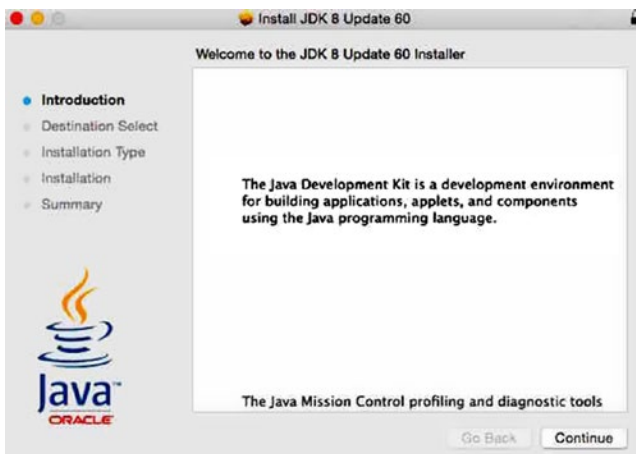 Install JDK 8 Update 60
Welcome to the JDK 8 Update 60 Installer
Introduction
Destination Select
Installation Type
Installation
Summary
The Java Development Kit is a development environment
for building applications, applets, and components
using the Java programming language.
The Java Mission Control profiling and diagnostic tools
Java™
ORACLE
Go Back
Continue